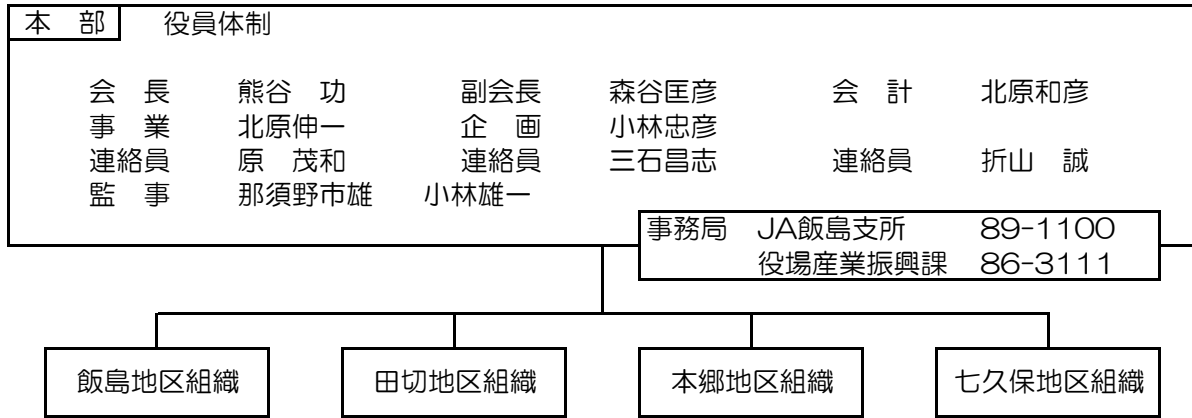 本　部　役員体制
会　長　熊谷　功　副会長　森谷匡彦　会　計　北原和彦
事　業　北原伸一　企　画　小林忠彦
連絡員　原　茂和　連絡員　三石昌志　連絡員　折山　誠
監　事　那須野市雄　小林雄一
事務局　JA飯島支所　89-1100
役場産業振興課　86-3111
飯島地区組織　田切地区組織　本郷地区組織　七久保地区組織